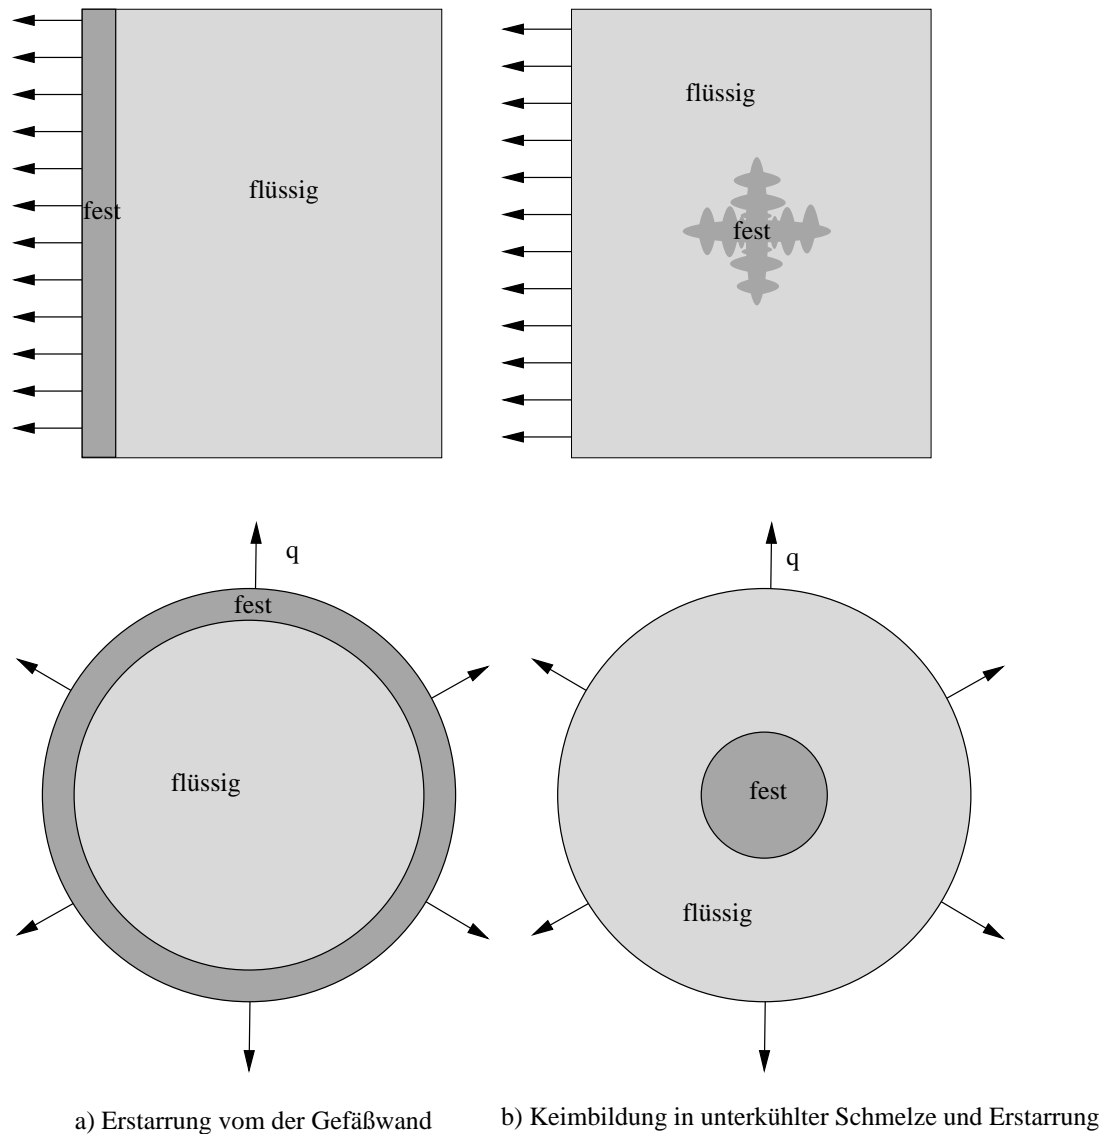 flüssig
fest
flüssig
fest
q
fest
flüssig
q
fest
flüssig
a) Erstarrung vom der Gefäßwand
b) Keimbildung in unterkühlter Schmelze und Erstarrung